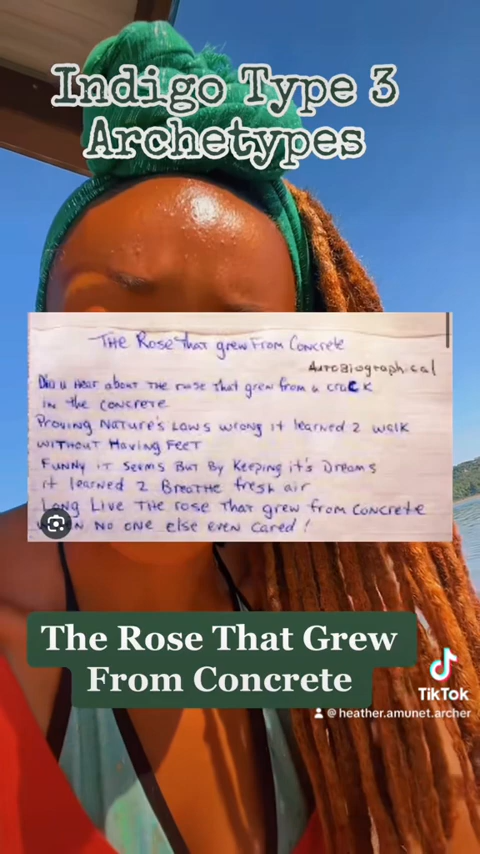 Indigo Type 3
Archetypes
THE Rose THAT grew From Concrete
Autobiographical
Did u Hear about THE rose THAT grew from a craCK
in the concrete
Proving Nature's Laws wrong it learned 2 walk
without Having Feet
Funny it seems But By Keeping it's Dreams
it learned 2 Breathe fresh air
Long Live THE rose THAT grew from concrete
when no one else even cared!
The Rose That Grew
From Concrete
TikTok
@ heather.amunet.archer